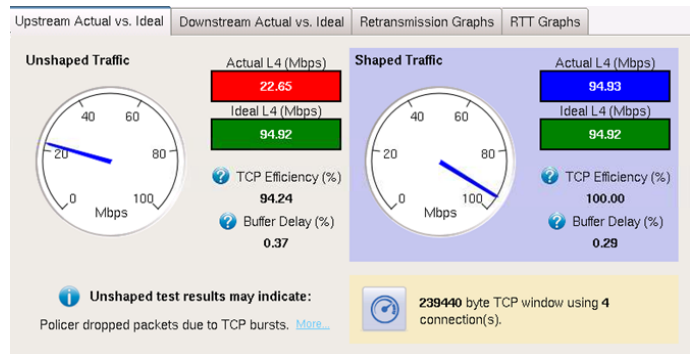 Upstream Actual vs. Ideal
Downstream Actual vs. Ideal
Retransmission Graphs
RTT Graphs
Unshaped Traffic
Actual L4 (Mbps)
22.65
Ideal L4 (Mbps)
94.92
0
20
40
60
80
100
Mbps
? TCP Efficiency (%)
94.24
? Buffer Delay (%)
0.37
i Unshaped test results may indicate:
Policer dropped packets due to TCP bursts. More...
Shaped Traffic
Actual L4 (Mbps)
94.93
Ideal L4 (Mbps)
94.92
0
20
40
60
80
100
Mbps
? TCP Efficiency (%)
100.00
? Buffer Delay (%)
0.29
239440 byte TCP window using 4
connection(s).